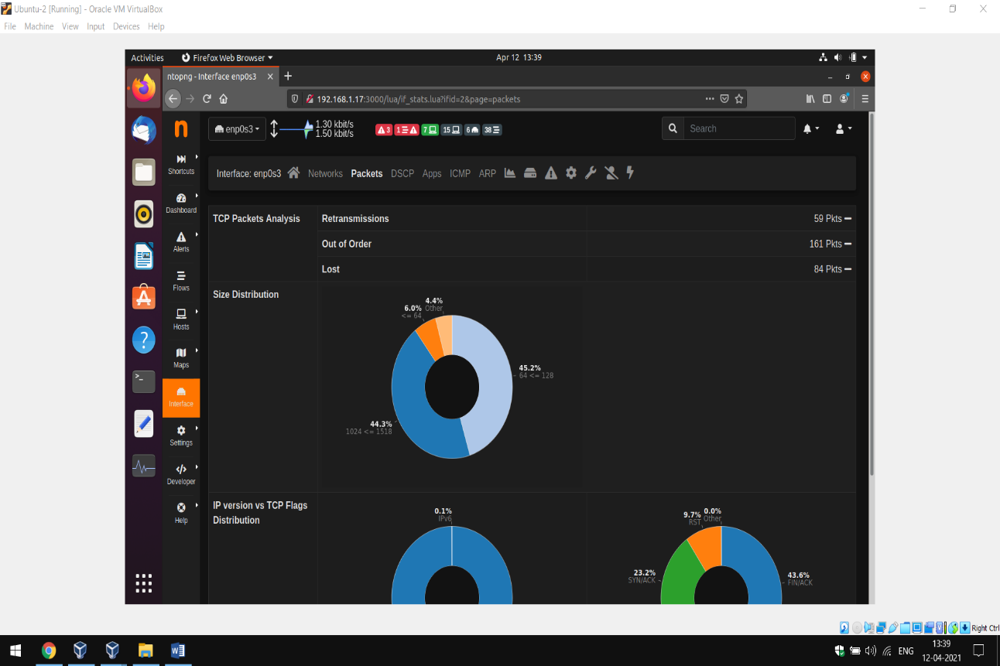 Ubuntu-2 [Running] - Oracle VM VirtualBox
File Machine View Input Devices Help
Activities Firefox Web Browser Apr 12 13:39
ntopng - Interface enp0s3
192.168.1.17:3000/lua/if_stats.lua?ifid=2&page=packets
n
enp0s3
1.30 kbit/s
1.50 kbit/s
3 1 7 15 6 38
Search
Shortcuts
Dashboard
Alerts
Flows
Hosts
Maps
Interface
Settings
Developer
Help
Interface: enp0s3 Networks Packets DSCP Apps ICMP ARP
TCP Packets Analysis
Retransmissions 59 Pkts
Out of Order 161 Pkts
Lost 84 Pkts
Size Distribution
4.4%
Other
6.0%
<= 64
45.2%
64 <= 128
44.3%
1024 <= 1518
IP version vs TCP Flags
Distribution
0.1%
IPv6
9.7%
RST
0.0%
Other
23.2%
SYN/ACK
43.6%
FIN/ACK
Right Ctrl
ENG
13:39
12-04-2021